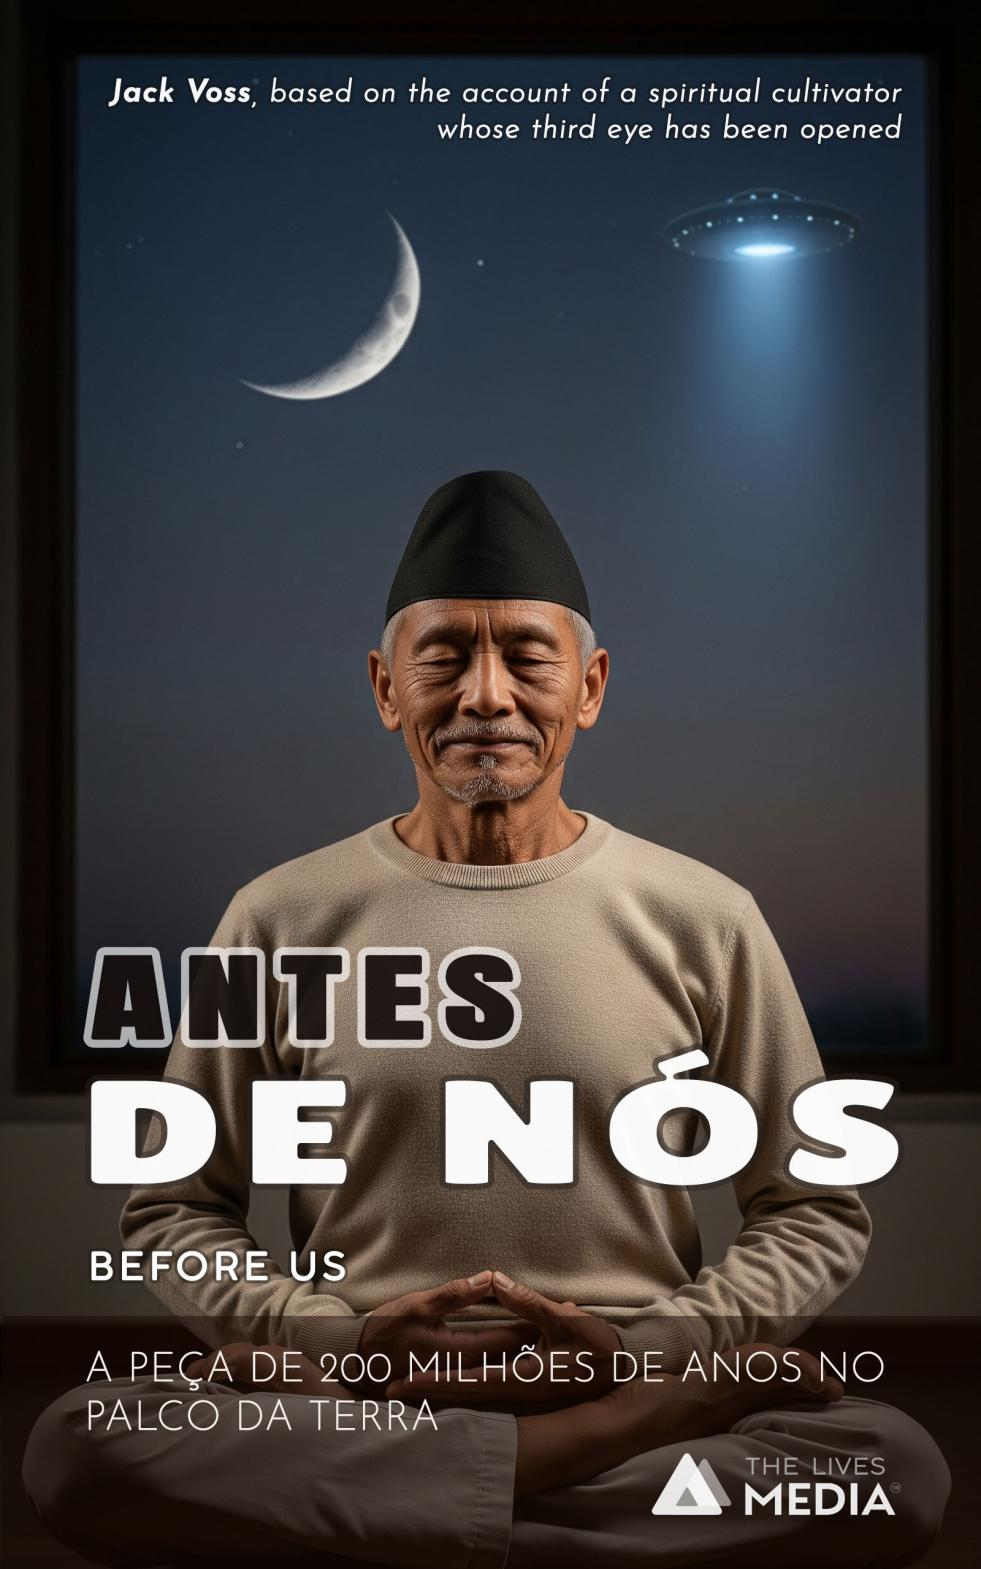 Jack Voss, based on the account of a spiritual cultivator
whose third eye has been opened
ANTES
DE NÓS
BEFORE US
A PEÇA DE 200 MILHÕES DE ANOS NO
PALCO DA TERRA
THE LIVES
MEDIA™